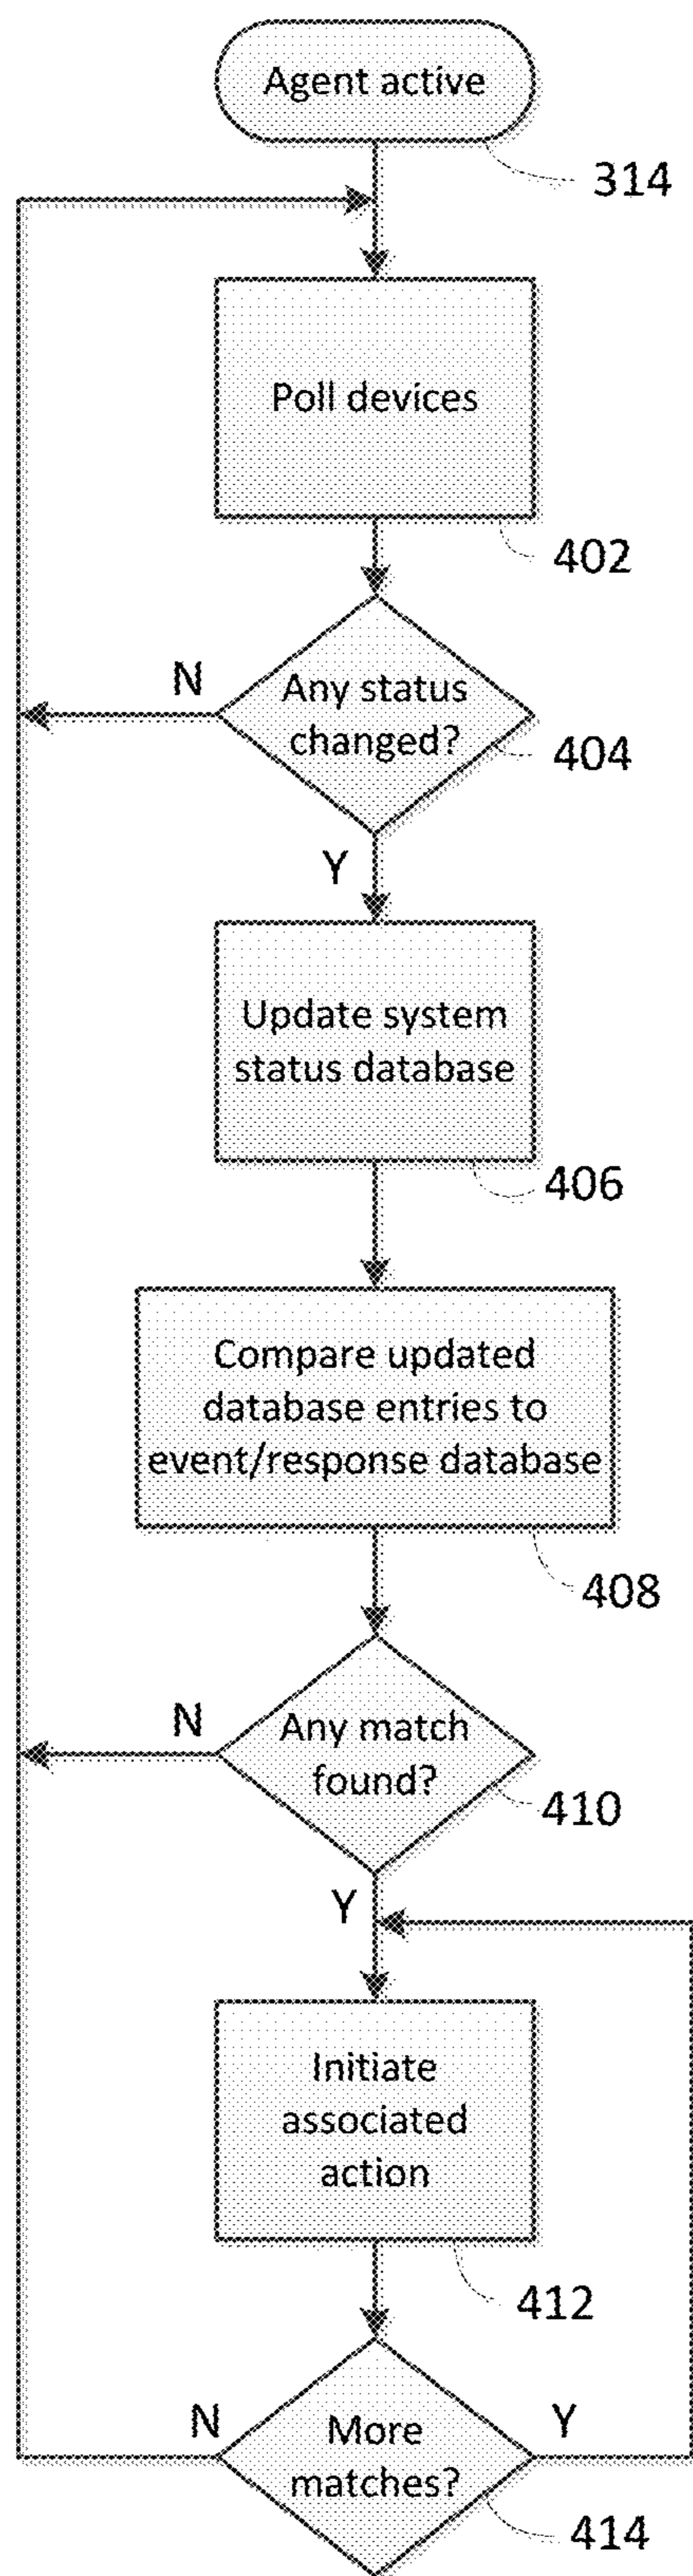 Agent active
314
Poll devices
402
N
Any status
changed?
404
Y
Update system
status database
406
Compare updated
database entries to
event/response database
408
N
Any match
found?
410
Y
Initiate
associated
action
412
N
More
matches?
Y
414